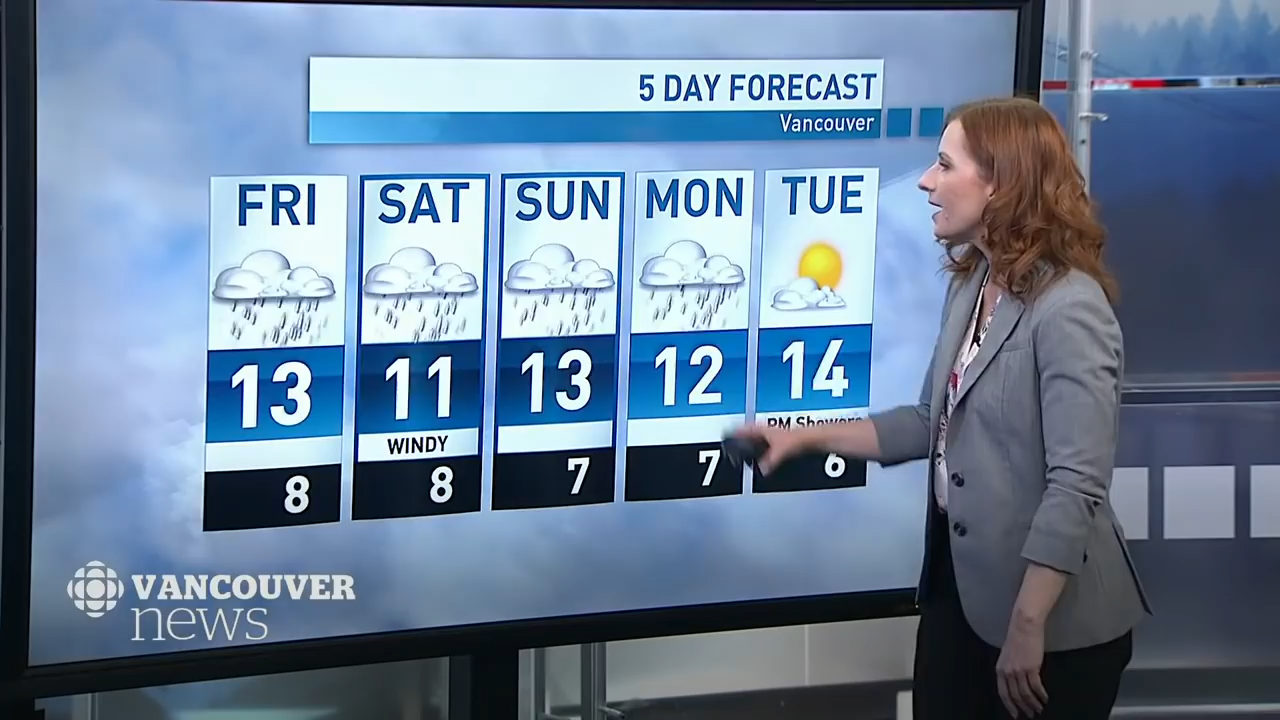 5 DAY FORECAST
Vancouver
FRI SAT SUN MON TUE
13 11 13 12 14
WINDY PM Showers
8 8 7 7 6
VANCOUVER
news